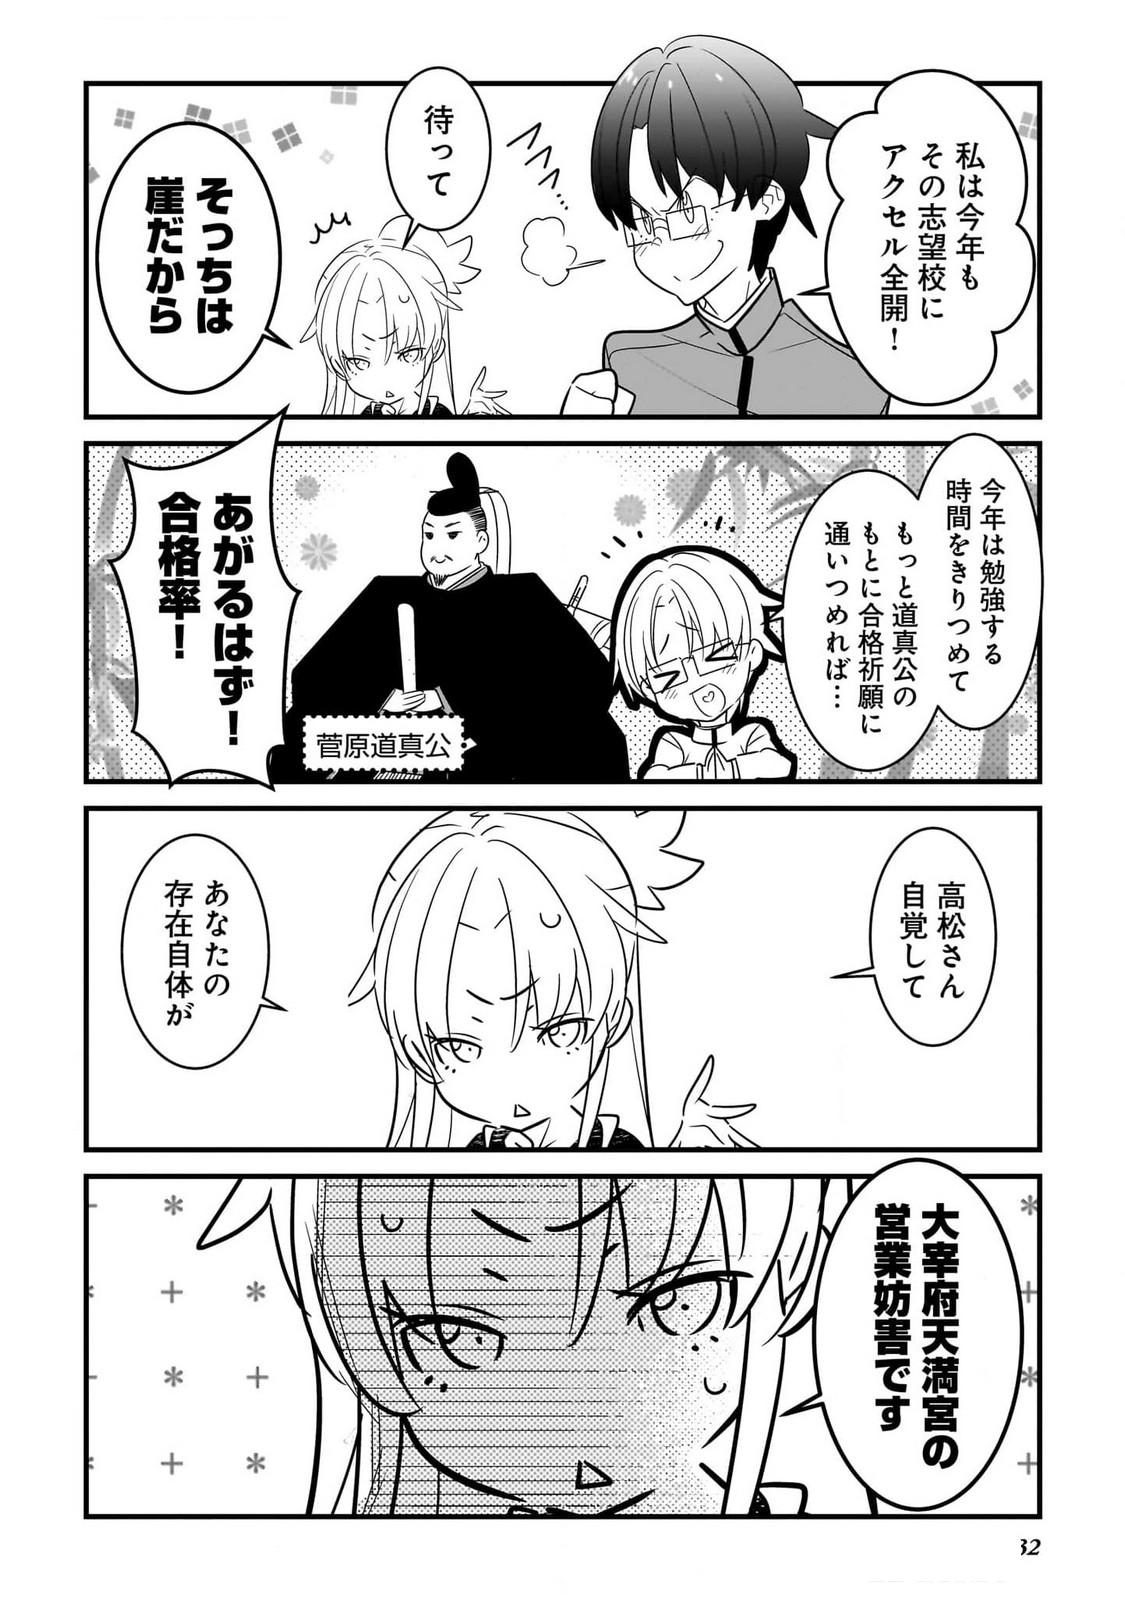 私は今年も
その志望校に
アクセル全開！
待って
そっちは
崖だから
今年は勉強する
時間をきりつめて
もっと道真公の
もとに合格祈願に
通いつめれば…
菅原道真公
あがるはず！
合格率！
高松さん
自覚して
あなたの
存在自体が
大宰府天満宮の
営業妨害です
32